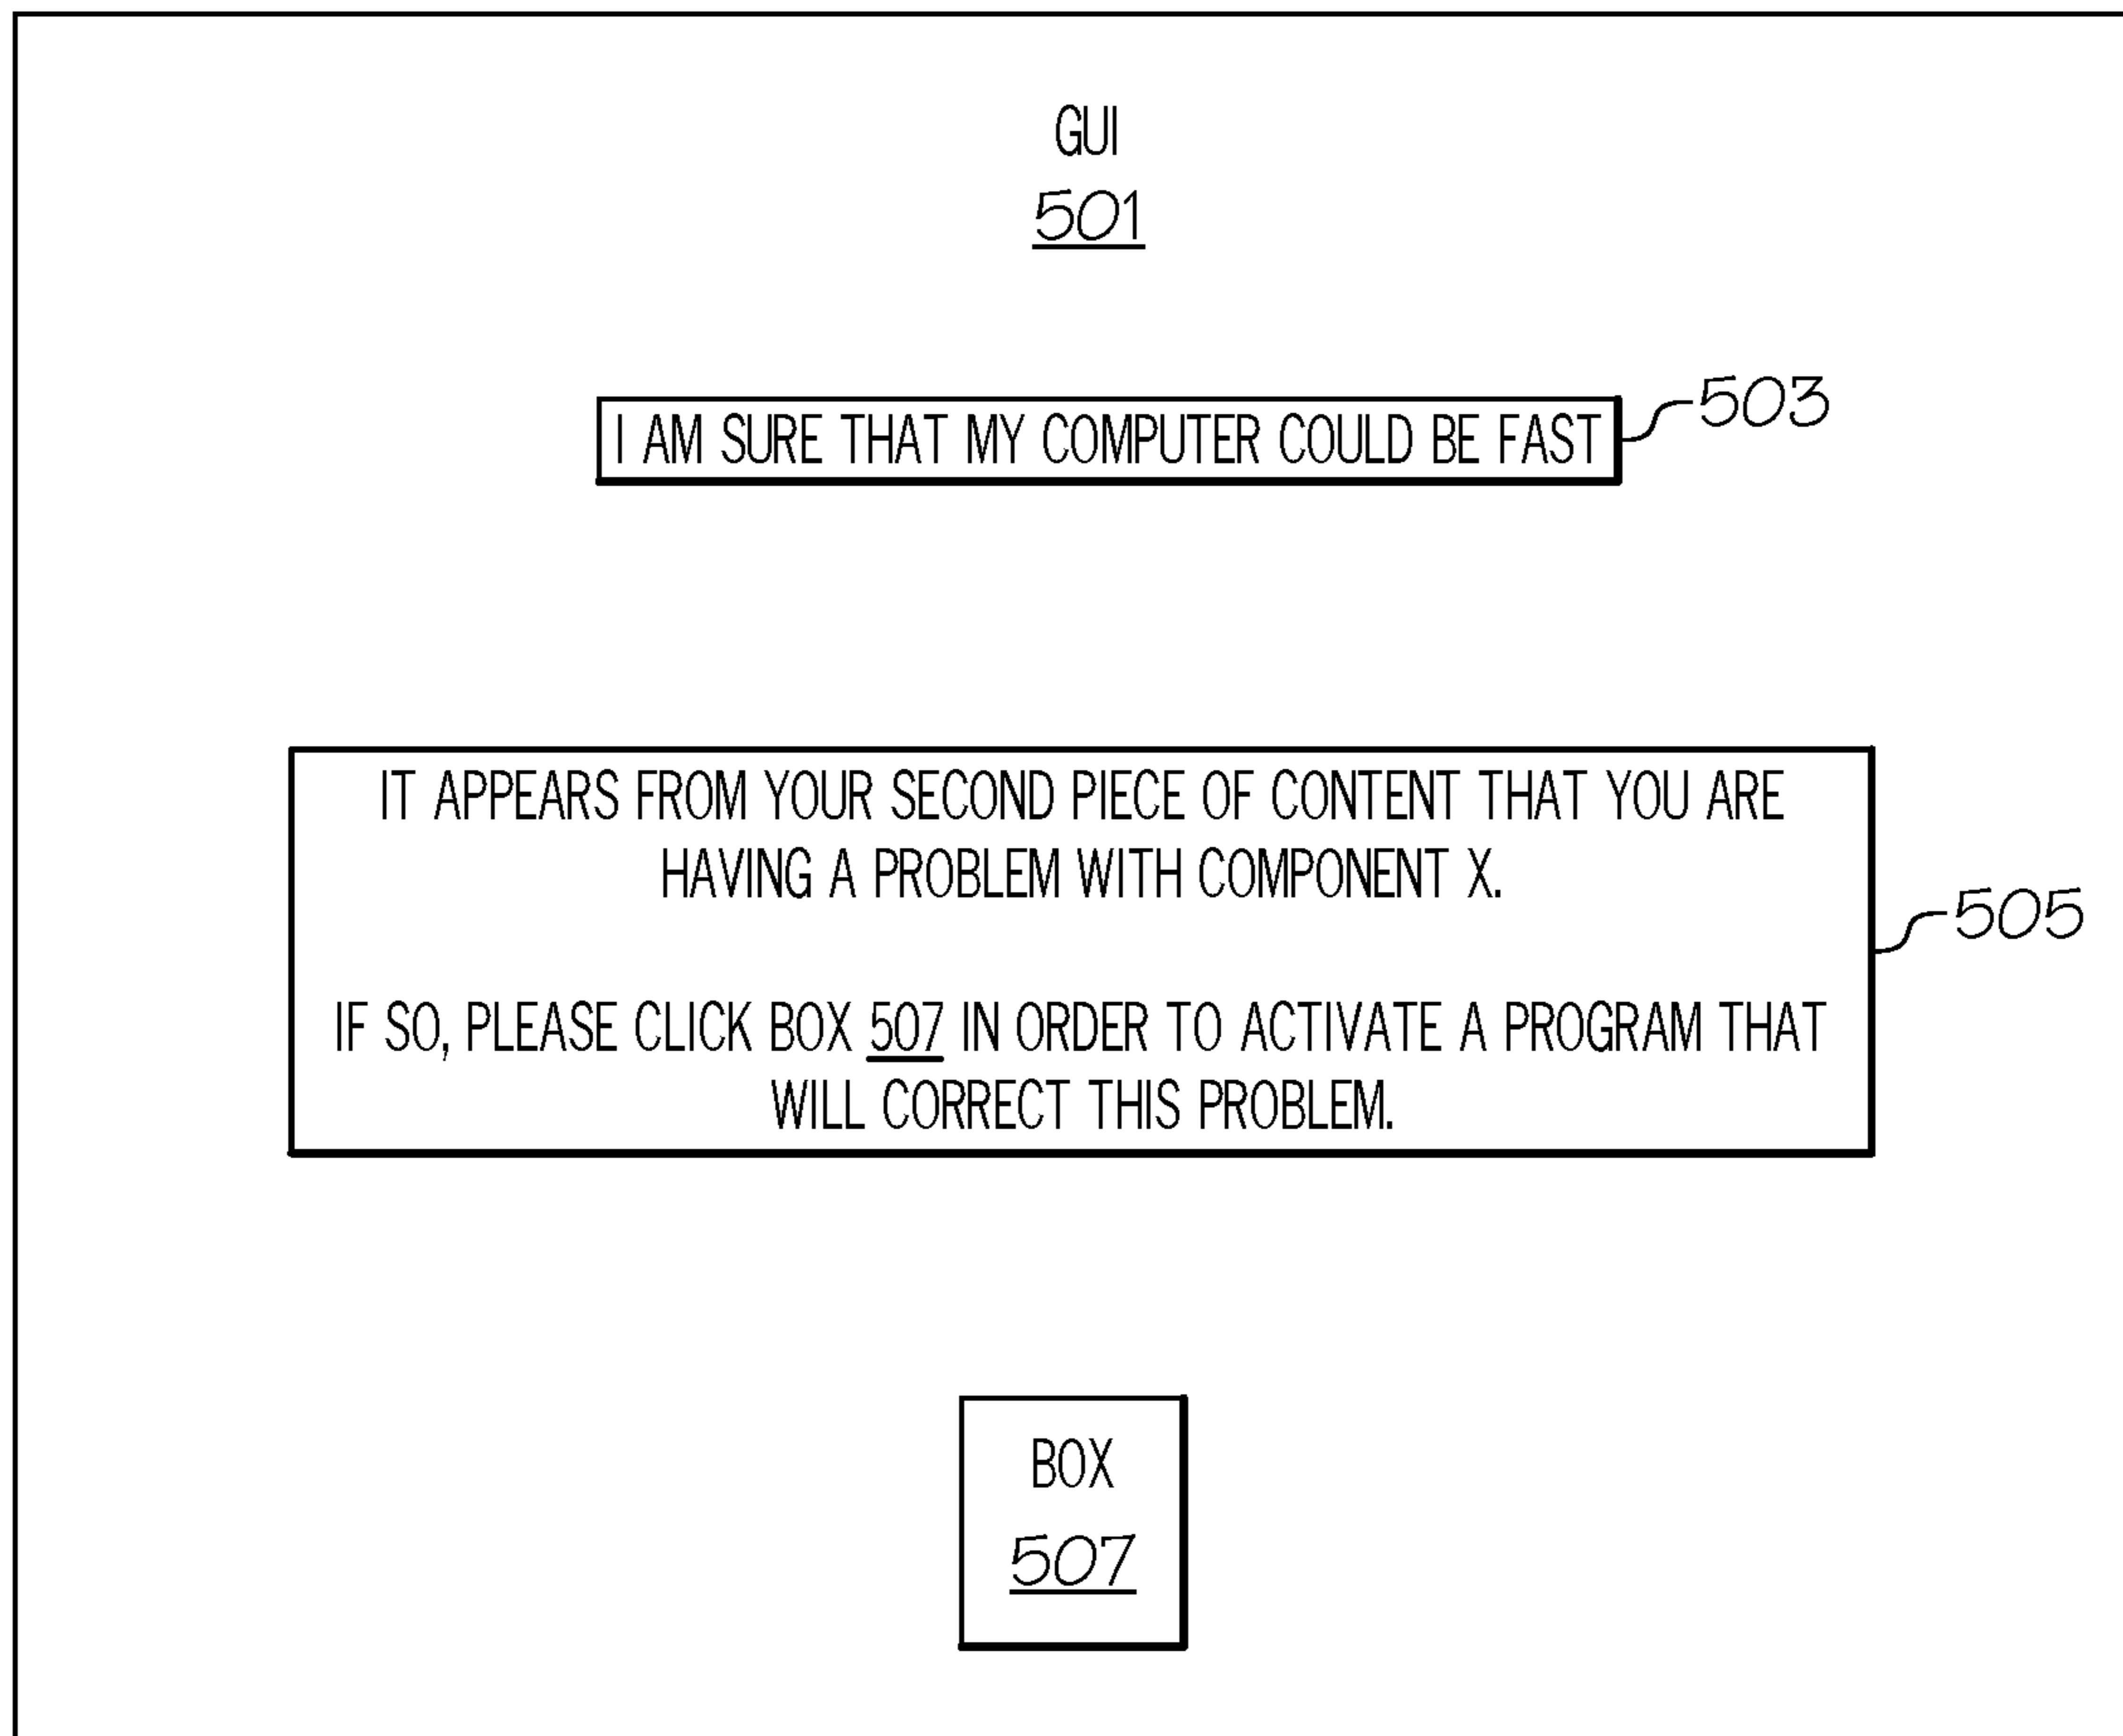 GUI
501
I AM SURE THAT MY COMPUTER COULD BE FAST
503
IT APPEARS FROM YOUR SECOND PIECE OF CONTENT THAT YOU ARE
HAVING A PROBLEM WITH COMPONENT X.
IF SO, PLEASE CLICK BOX 507 IN ORDER TO ACTIVATE A PROGRAM THAT
WILL CORRECT THIS PROBLEM.
505
BOX
507